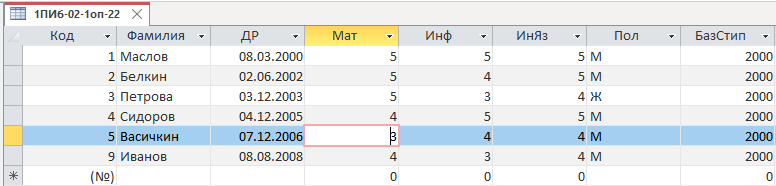 1ПИб-02-1оп-22
Код Фамилия ДР Мат Инф ИнЯз Пол БазСтип
1 Маслов 08.03.2000 5 5 5 М 2000
2 Белкин 02.06.2002 5 4 5 М 2000
3 Петрова 03.12.2003 5 3 4 Ж 2000
4 Сидоров 04.12.2005 4 5 5 М 2000
5 Васичкин 07.12.2006 3 4 4 М 2000
9 Иванов 08.08.2008 4 3 4 М 2000
(№) 0 0 0 0